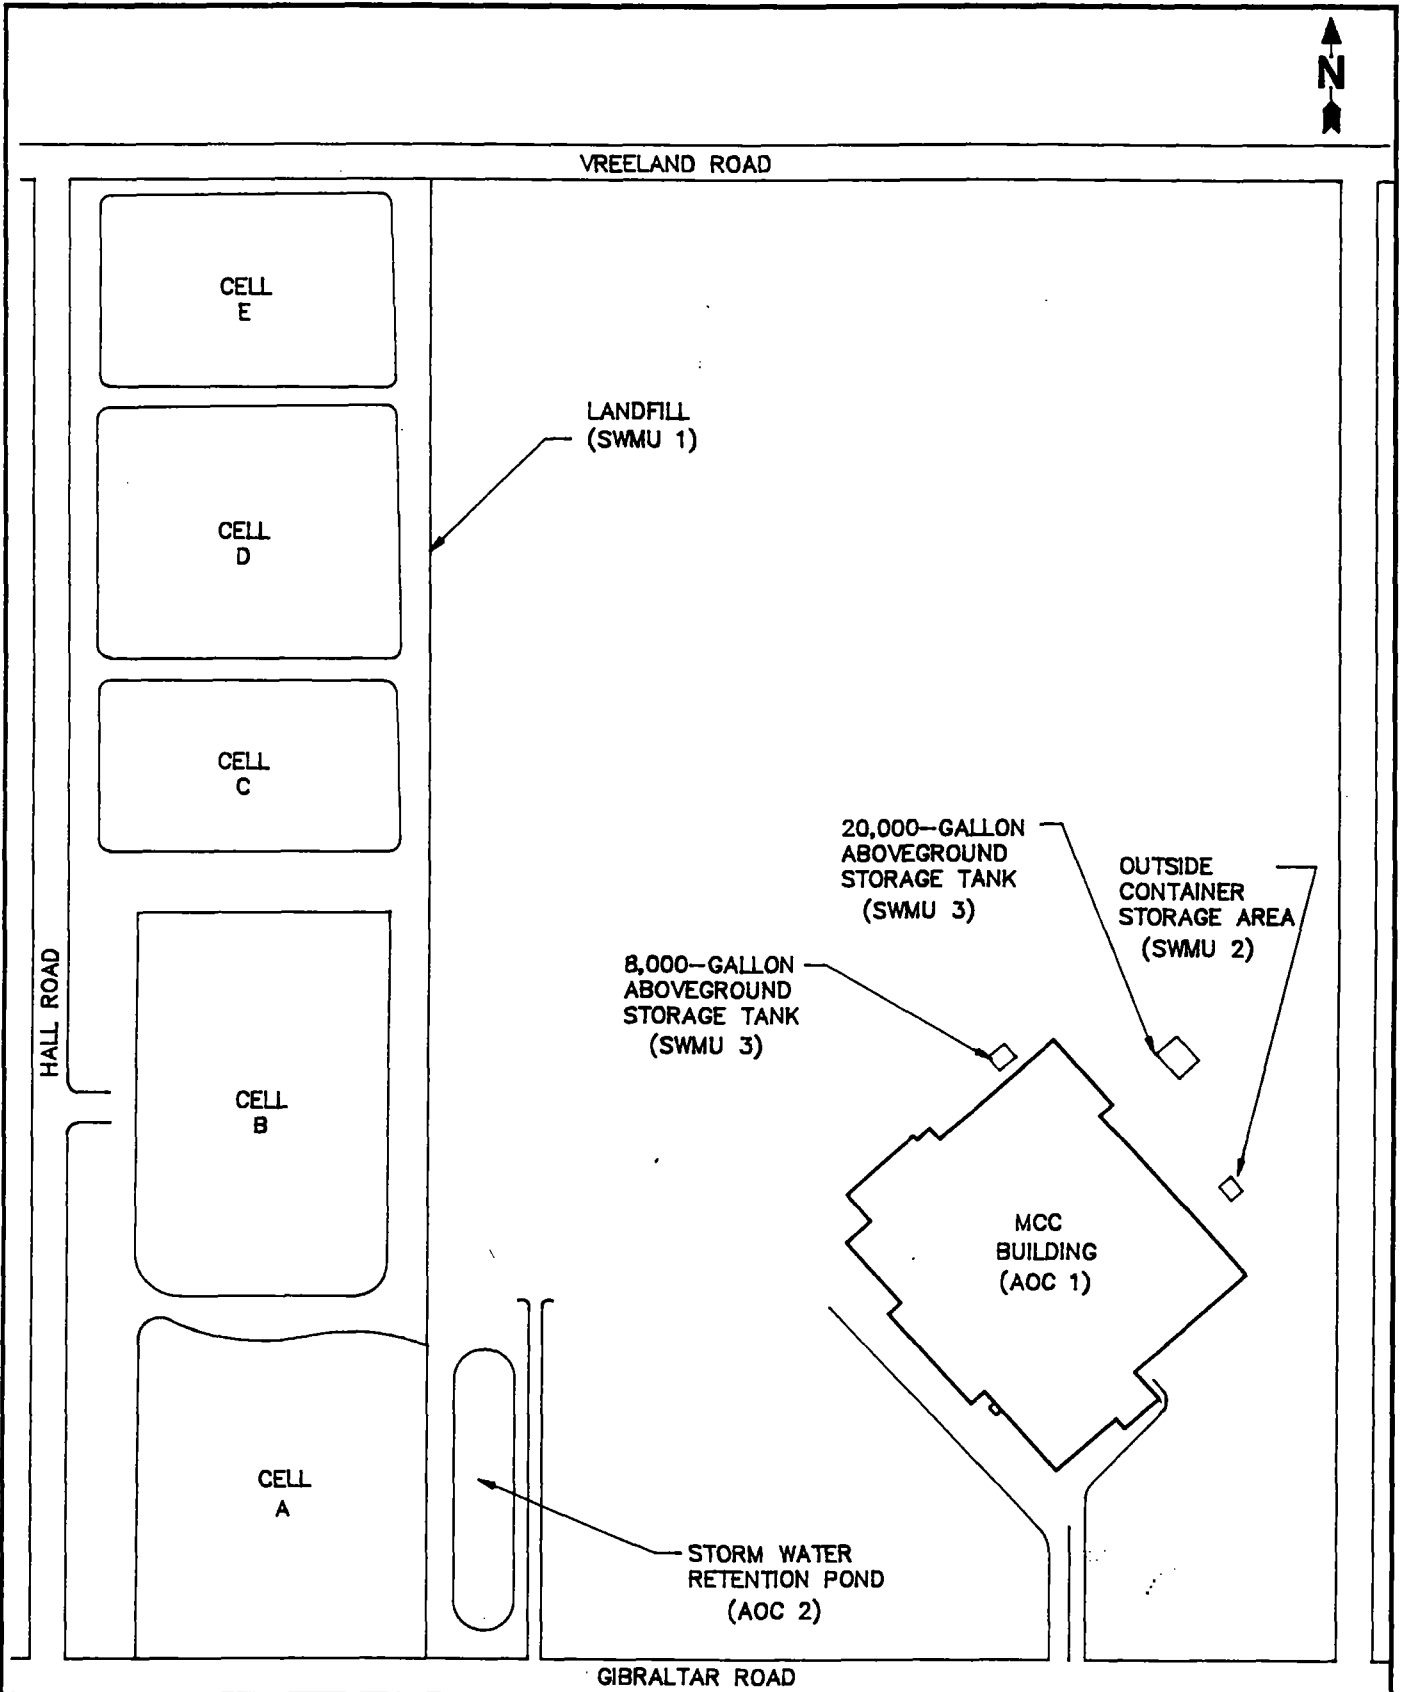 N
VREELAND ROAD
CELL
E
LANDFILL
(SWMU 1)
CELL
D
CELL
C
20,000-GALLON
ABOVEGROUND
STORAGE TANK
(SWMU 3)
OUTSIDE
CONTAINER
STORAGE AREA
(SWMU 2)
8,000-GALLON
ABOVEGROUND
STORAGE TANK
(SWMU 3)
HALL ROAD
CELL
B
MCC
BUILDING
(AOC 1)
CELL
A
STORM WATER
RETENTION POND
(AOC 2)
GIBRALTAR ROAD